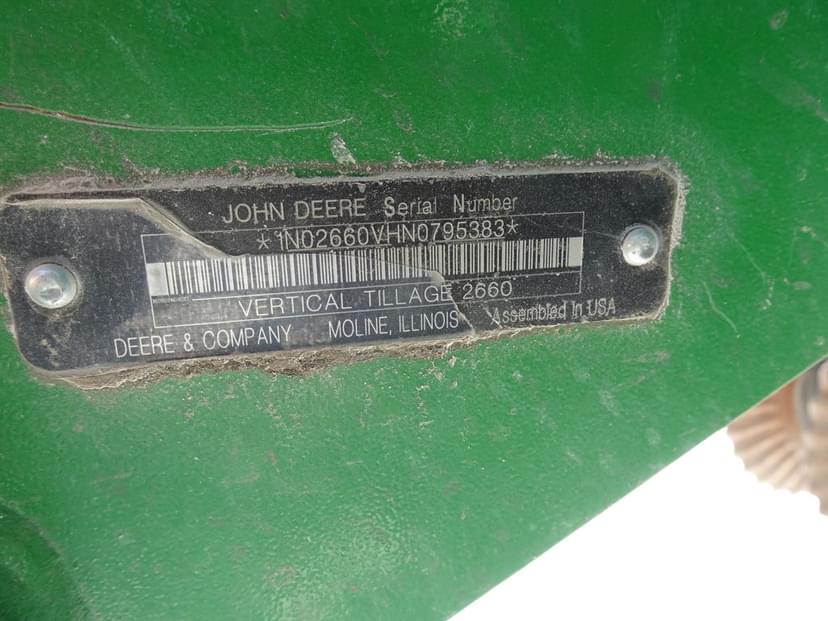 JOHN DEERE Serial Number
*1N02660VHN0795383*
VERTICAL TILLAGE 2660
DEERE & COMPANY MOLINE, ILLINOIS Assembled In USA